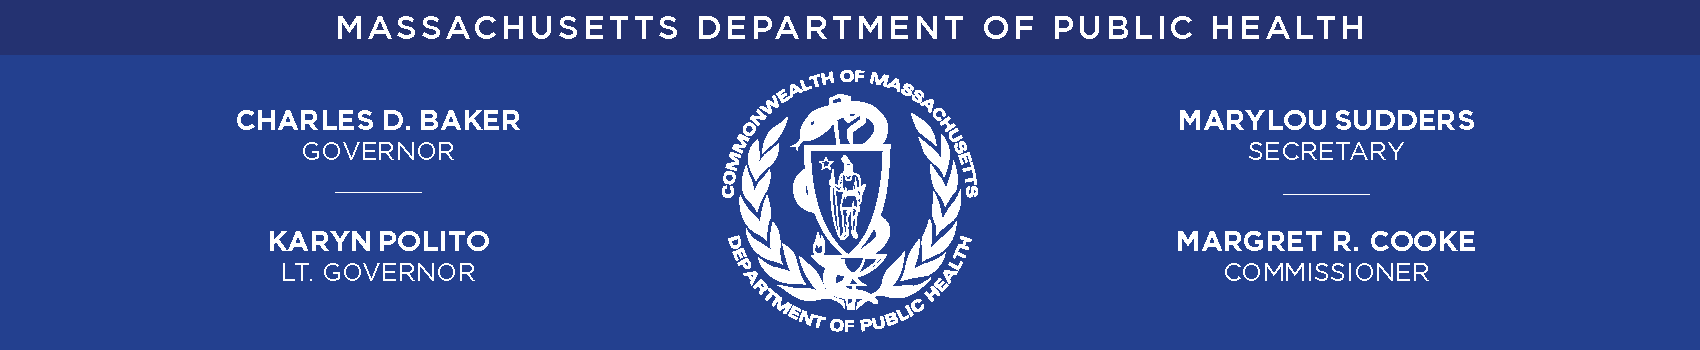 MASSACHUSETTS DEPARTMENT OF PUBLIC HEALTH
CHARLES D. BAKER
GOVERNOR
KARYN POLITO
LT. GOVERNOR
COMMONWEALTH OF MASSACHUSETTS
DEPARTMENT OF PUBLIC HEALTH
MARYLOU SUDDERS
SECRETARY
MARGRET R. COOKE
COMMISSIONER